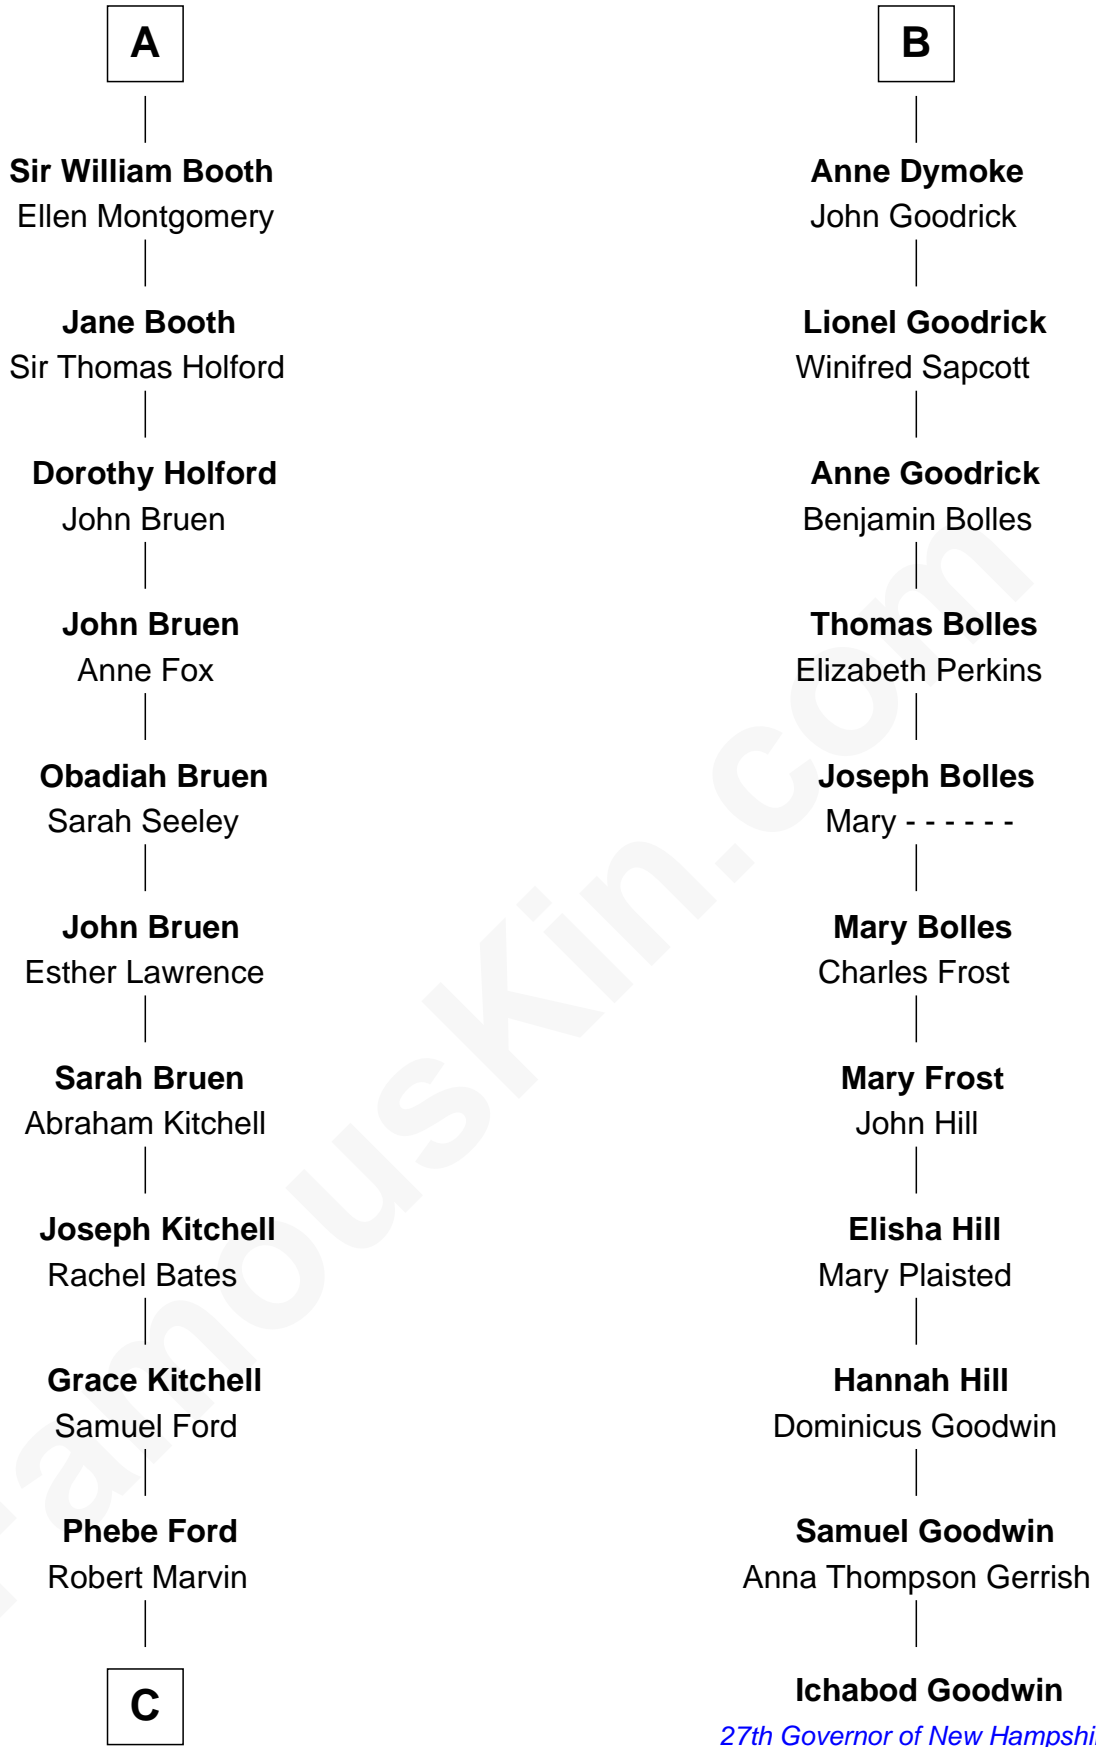 A
Sir William Booth
Ellen Montgomery
Jane Booth
Sir Thomas Holford
Dorothy Holford
John Bruen
John Bruen
Anne Fox
Obadiah Bruen
Sarah Seeley
John Bruen
Esther Lawrence
Sarah Bruen
Abraham Kitchell
Joseph Kitchell
Rachel Bates
Grace Kitchell
Samuel Ford
Phebe Ford
Robert Marvin
C
B
Anne Dymoke
John Goodrick
Lionel Goodrick
Winifred Sapcott
Anne Goodrick
Benjamin Bolles
Thomas Bolles
Elizabeth Perkins
Joseph Bolles
Mary - - - - - -
Mary Bolles
Charles Frost
Mary Frost
John Hill
Elisha Hill
Mary Plaisted
Hannah Hill
Dominicus Goodwin
Samuel Goodwin
Anna Thompson Gerrish
Ichabod Goodwin
27th Governor of New Hampshi
FamousKin.com